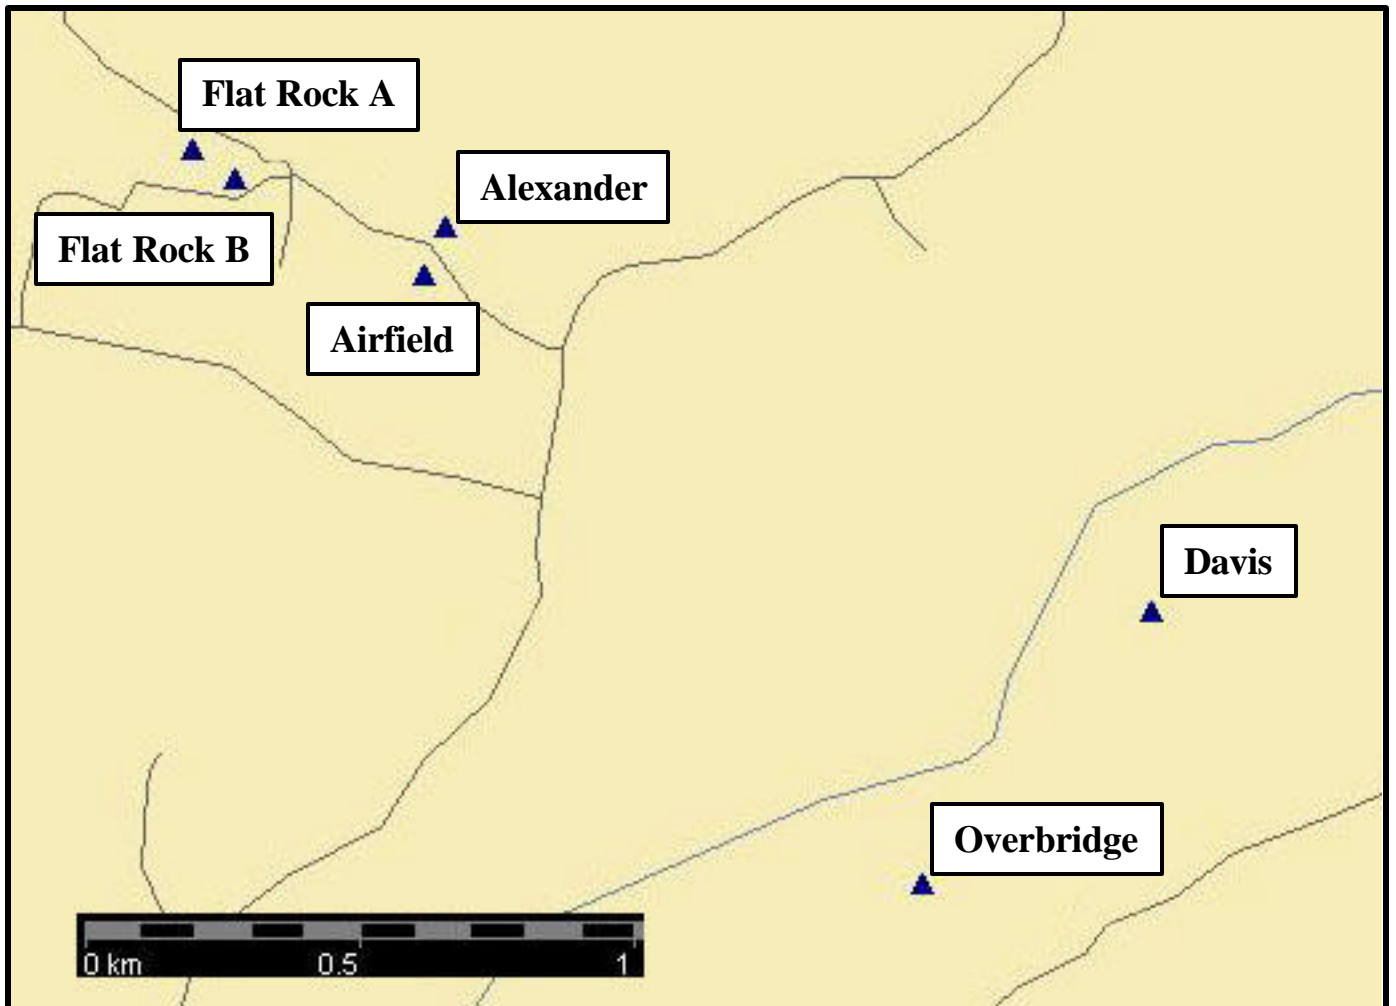 Flat Rock A
Alexander
Flat Rock B
Airfield
Davis
Overbridge
0 km 0.5 1